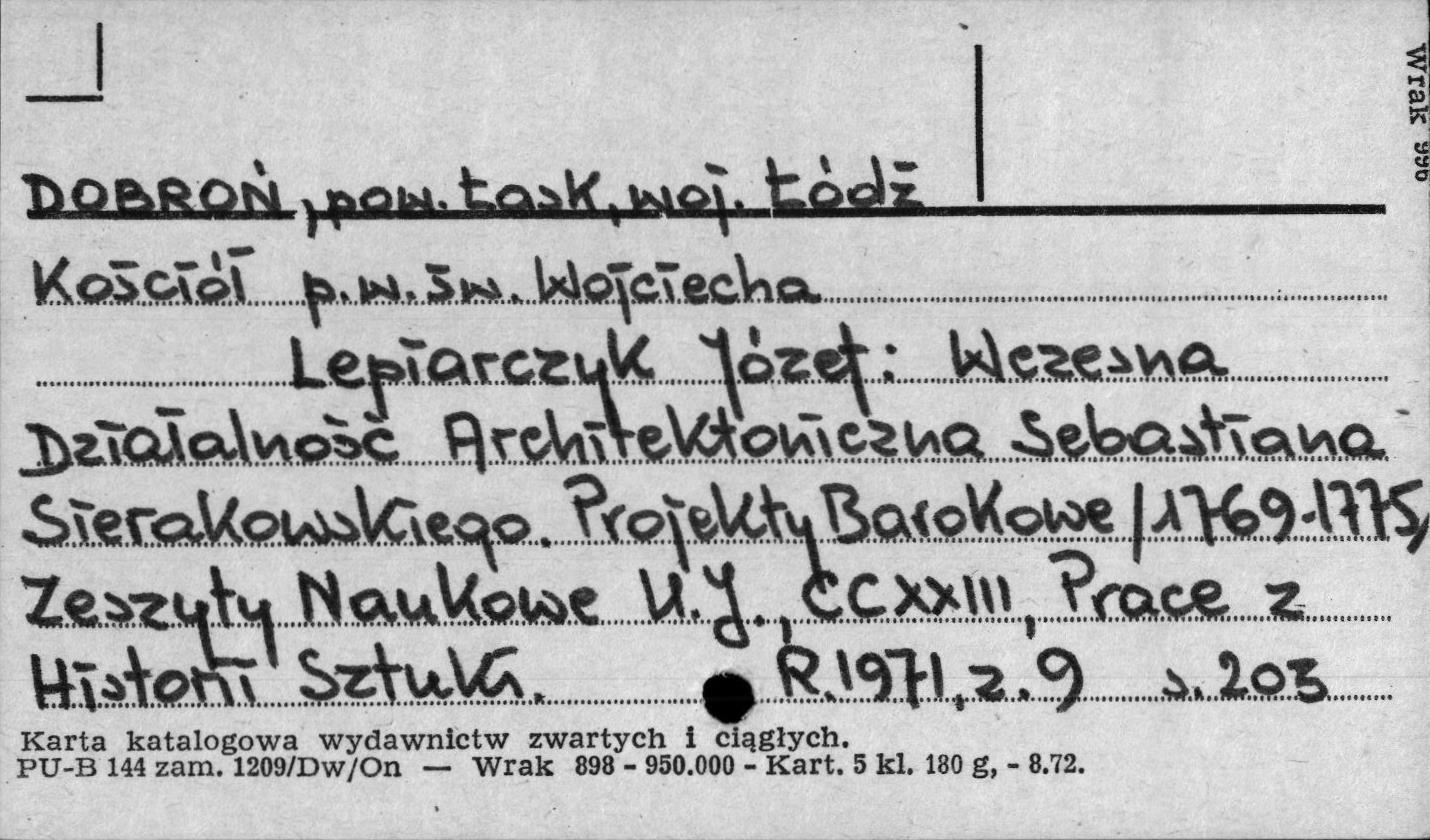 DOBROŃ, pow. Łask, woj. Łódź
Kościół p.w. św. Wojciecha
Lepiarczyk Józef: Wczesna
Działalność Architektoniczna Sebastiana
Sierakowskiego. Projekty Barokowe /1769-1775/
Zeszyty Naukowe U.J., CCXXIII, Prace z
Historii Sztuki. R.1971, z.9 s.203
Karta katalogowa wydawnictw zwartych i ciągłych.
PU-B 144 zam. 1209/Dw/On — Wrak 898 - 950.000 - Kart. 5 kl. 180 g, - 8.72.
Wrak 996